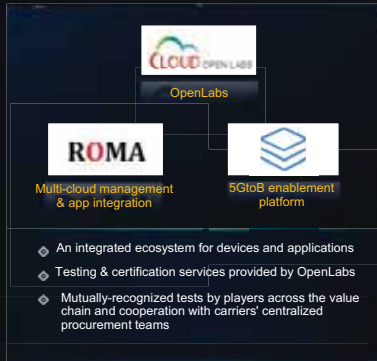 CLOUD OPEN LABS
OpenLabs
ROMA
Multi-cloud management
& app integration
5GtoB enablement
platform
An integrated ecosystem for devices and applications
Testing & certification services provided by OpenLabs
Mutually-recognized tests by players across the value
chain and cooperation with carriers' centralized
procurement teams